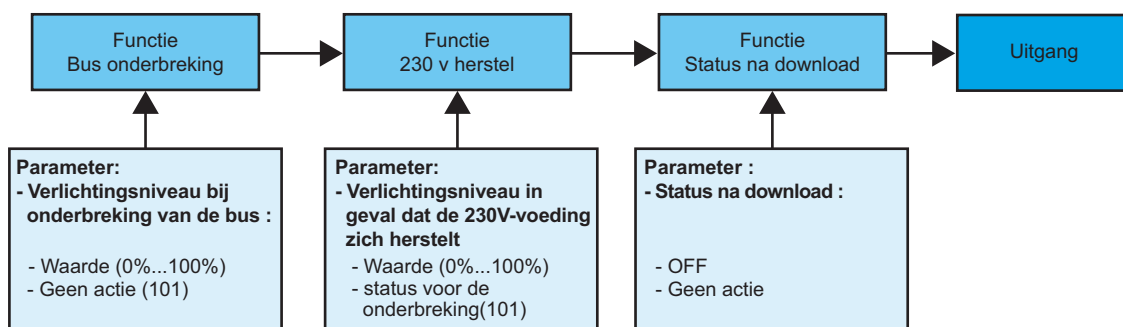 Functie
Bus onderbreking
Functie
230 v herstel
Functie
Status na download
Uitgang
Parameter:
- Verlichtingsniveau bij
onderbreking van de bus :
- Waarde (0%...100%)
- Geen actie (101)
Parameter:
- Verlichtingsniveau in
geval dat de 230V-voeding
zich herstelt
- Waarde (0%...100%)
- status voor de
onderbreking(101)
Parameter :
- Status na download :
- OFF
- Geen actie